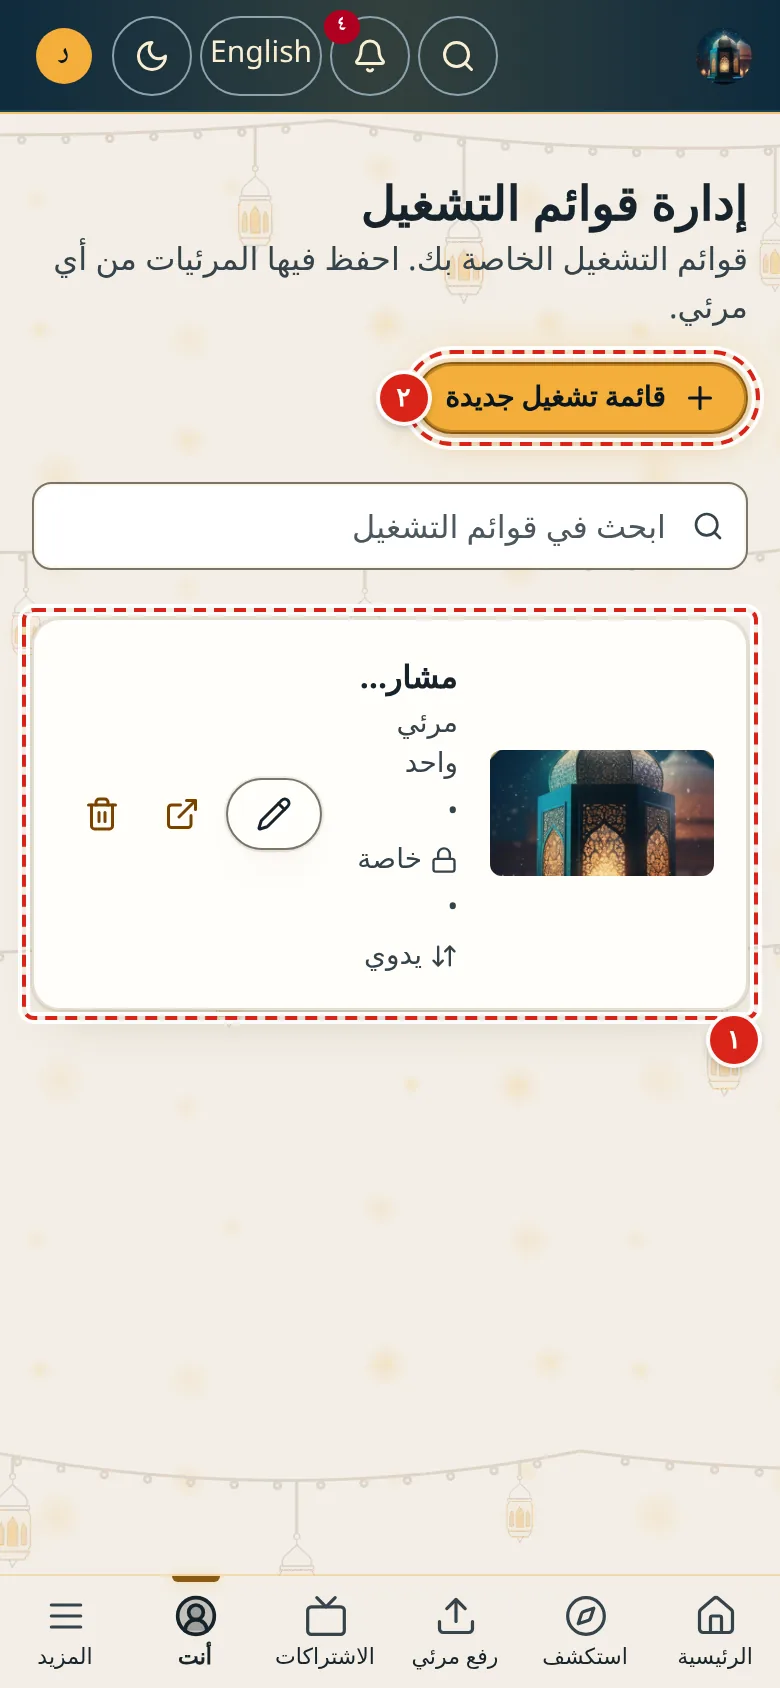 ر
English
٤
إدارة قوائم التشغيل
قوائم التشغيل الخاصة بك. احفظ فيها المرئيات من أي
مرئي.
قائمة تشغيل جديدة
٢
ابحث في قوائم التشغيل
مشار...
مرئي
واحد
•
خاصة
•
يدوي
١
الرئيسية
استكشف
رفع مرئي
الاشتراكات
أنت
المزيد